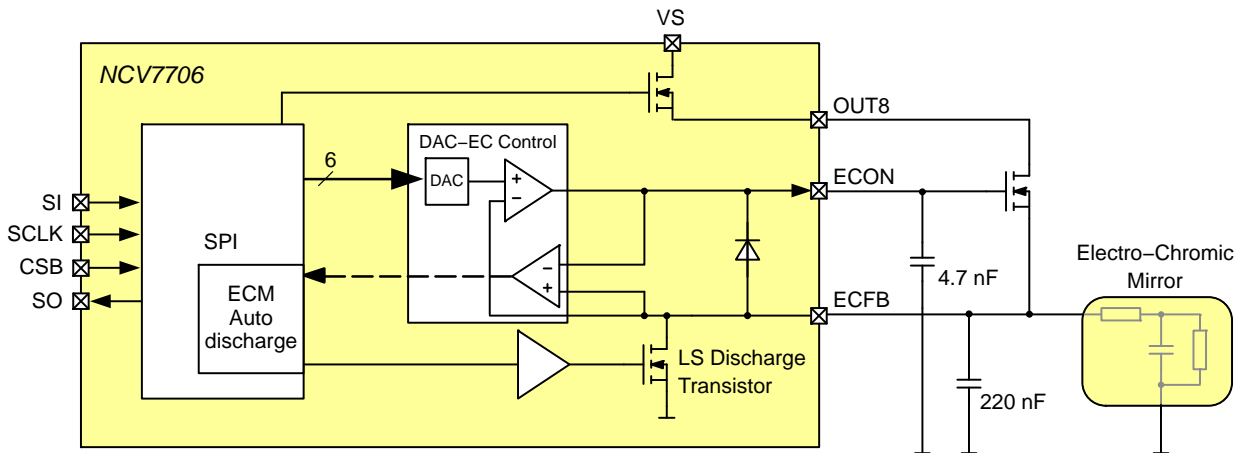 VS
NCV7706
OUT8
DAC−EC Control
6
DAC
+
−
ECON
SI
SCLK
CSB
SO
SPI
Electro−Chromic
Mirror
−
+
4.7 nF
ECM
Auto
discharge
ECFB
LS Discharge
Transistor
220 nF